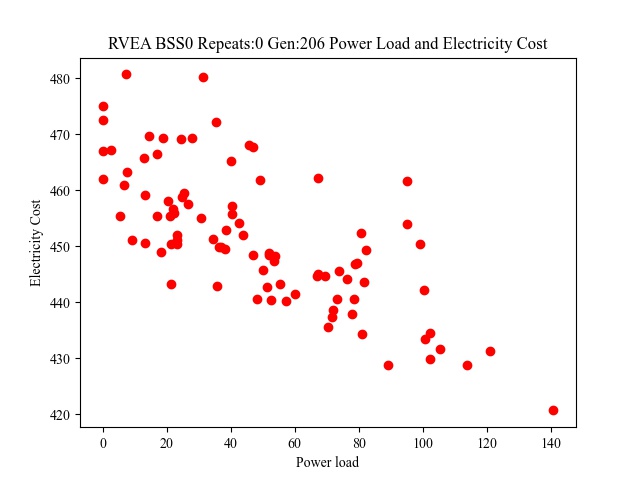 RVEA BSS0 Repeats:0 Gen:206 Power Load and Electricity Cost
480
470
460
450
440
430
420
Electricity Cost
0 20 40 60 80 100 120 140
Power load